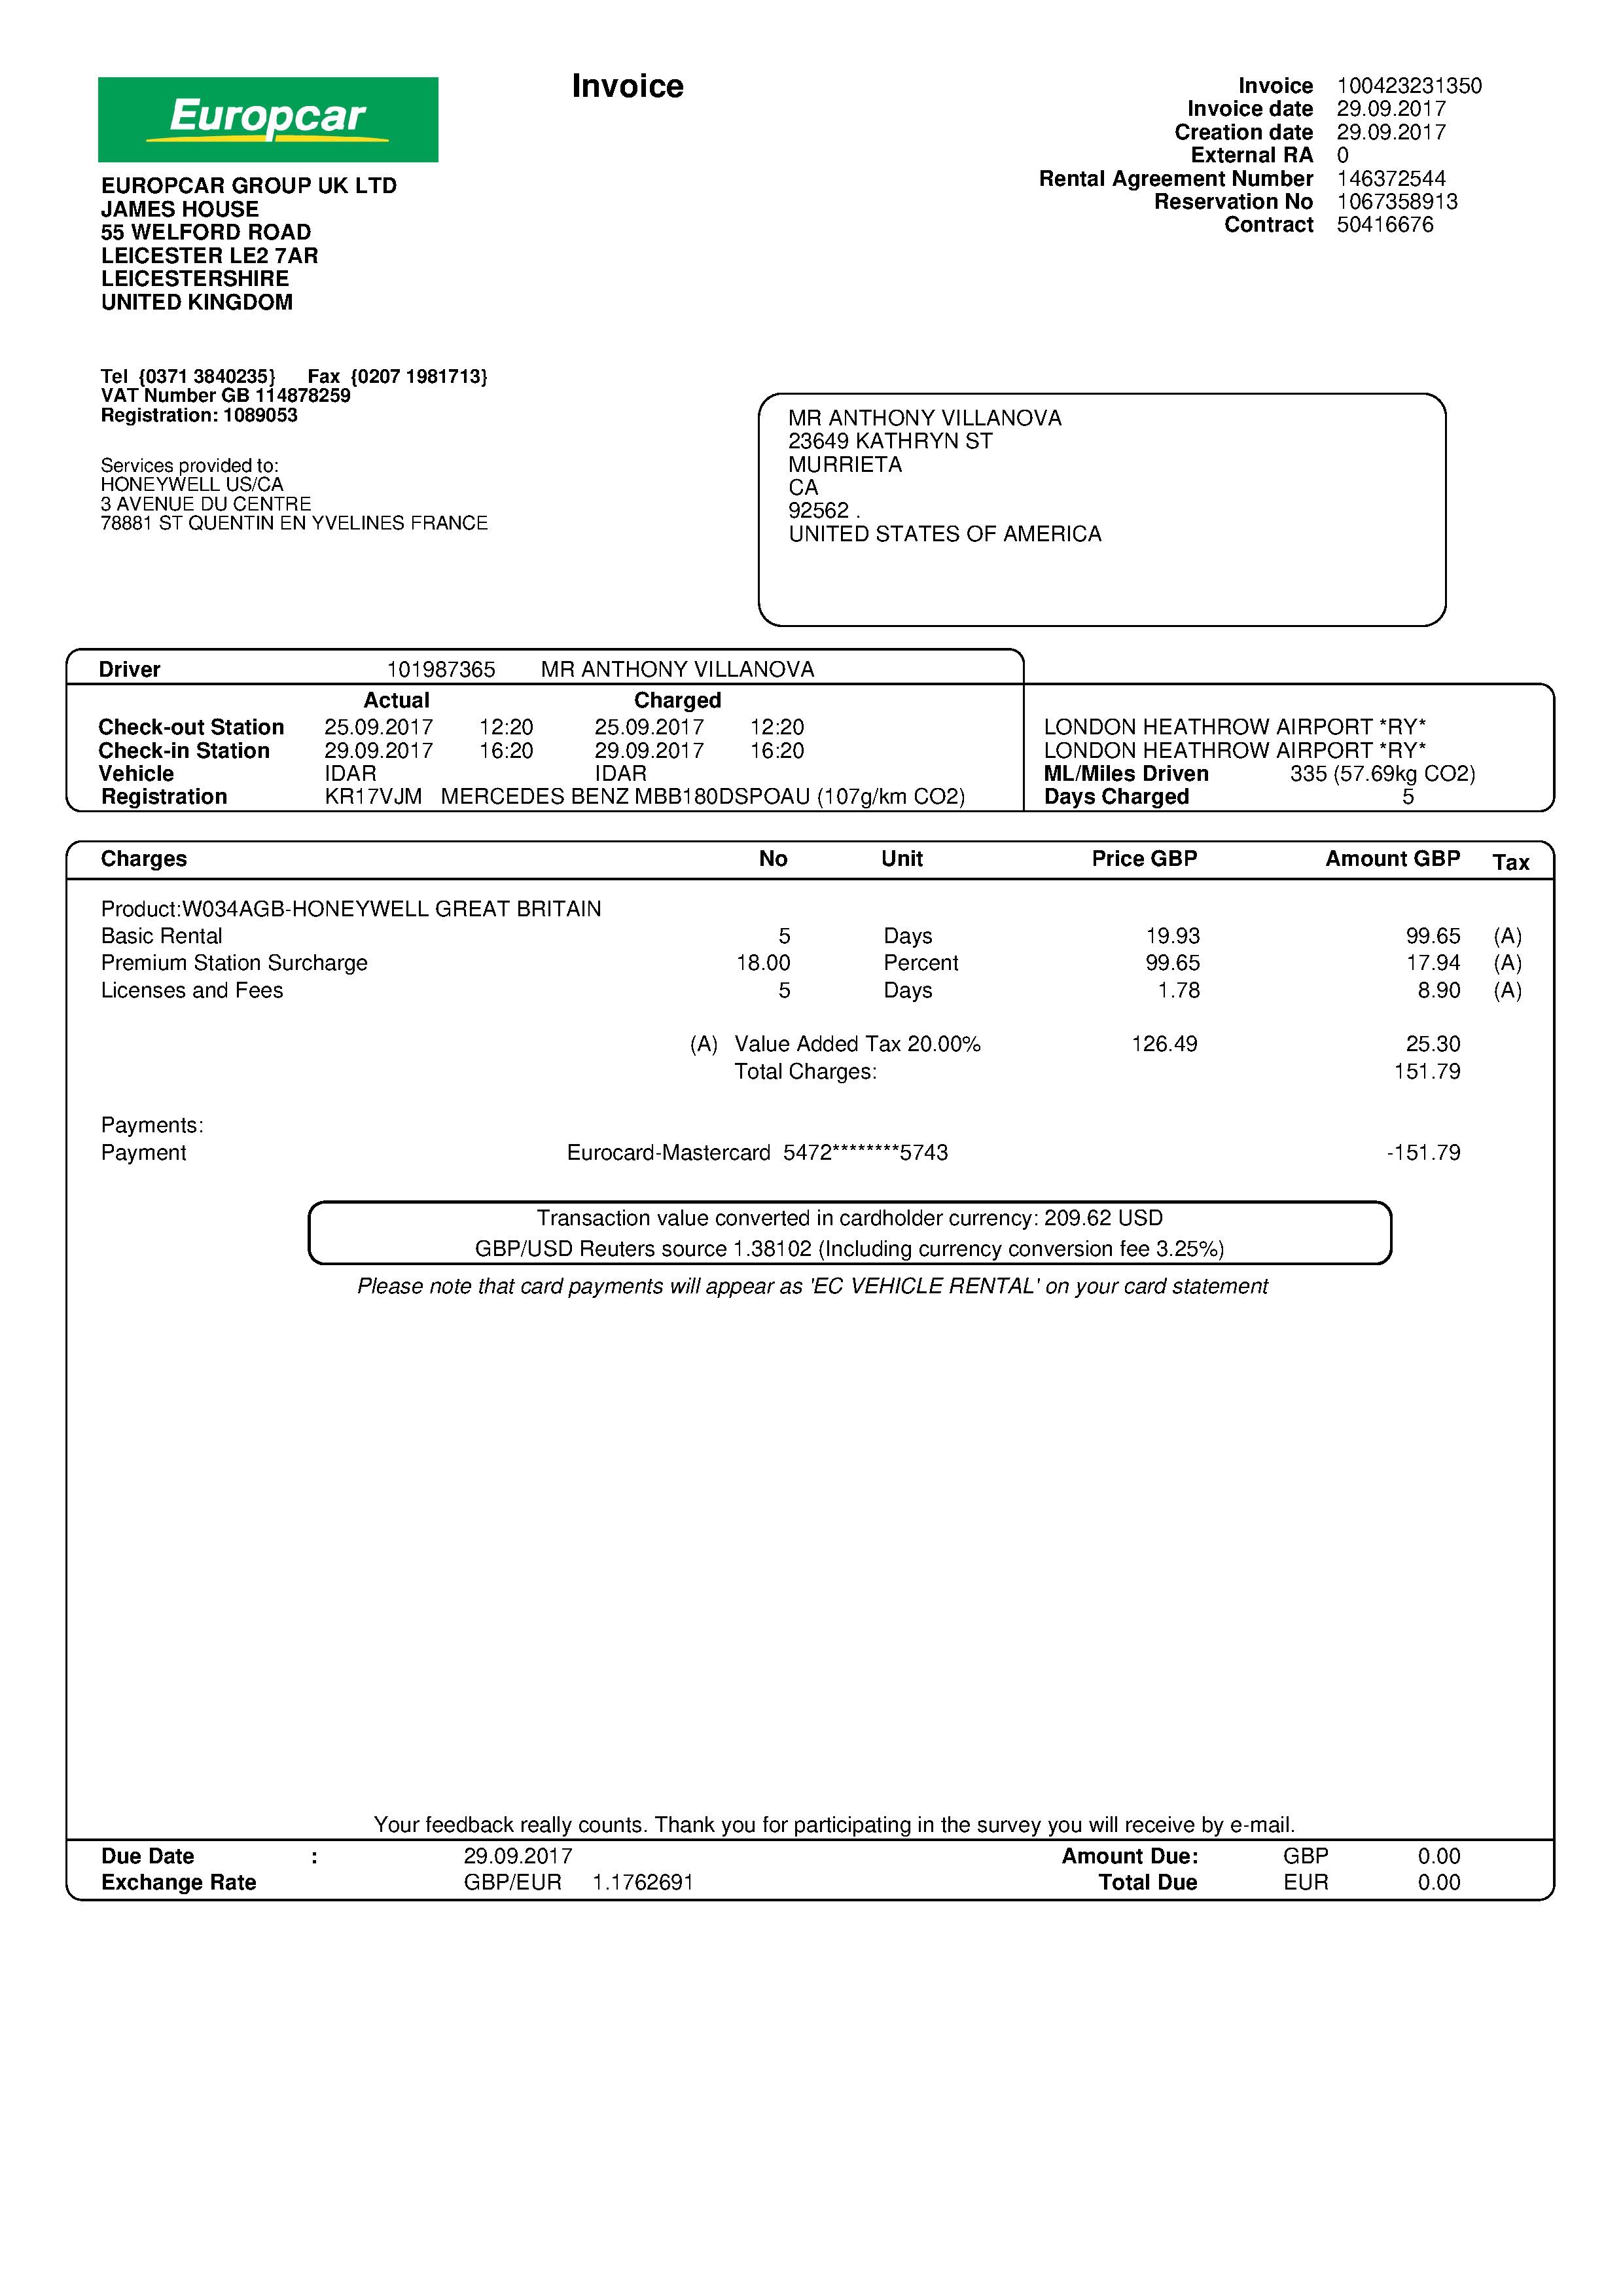 Invoice
Invoice 100423231350
Invoice date 29.09.2017
Creation date 29.09.2017
External RA 0
Rental Agreement Number 146372544
Reservation No 1067358913
Contract 50416676
Europcar
EUROPCAR GROUP UK LTD
JAMES HOUSE
55 WELFORD ROAD
LEICESTER LE2 7AR
LEICESTERSHIRE
UNITED KINGDOM
Tel {0371 3840235} Fax {0207 1981713}
VAT Number GB 114878259
Registration: 1089053
Services provided to:
HONEYWELL US/CA
3 AVENUE DU CENTRE
78881 ST QUENTIN EN YVELINES FRANCE
MR ANTHONY VILLANOVA
23649 KATHRYN ST
MURRIETA
CA
92562 .
UNITED STATES OF AMERICA
Driver 101987365 MR ANTHONY VILLANOVA
Actual Charged
Check-out Station 25.09.2017 12:20 25.09.2017 12:20 LONDON HEATHROW AIRPORT *RY*
Check-in Station 29.09.2017 16:20 29.09.2017 16:20 LONDON HEATHROW AIRPORT *RY*
Vehicle IDAR IDAR ML/Miles Driven 335 (57.69kg CO2)
Registration KR17VJM MERCEDES BENZ MBB180DSPOAU (107g/km CO2) Days Charged 5
Charges No Unit Price GBP Amount GBP Tax
Product:W034AGB-HONEYWELL GREAT BRITAIN
Basic Rental 5 Days 19.93 99.65 (A)
Premium Station Surcharge 18.00 Percent 99.65 17.94 (A)
Licenses and Fees 5 Days 1.78 8.90 (A)
(A) Value Added Tax 20.00% 126.49 25.30
Total Charges: 151.79
Payments:
Payment Eurocard-Mastercard 5472********5743 -151.79
Transaction value converted in cardholder currency: 209.62 USD
GBP/USD Reuters source 1.38102 (Including currency conversion fee 3.25%)
Please note that card payments will appear as 'EC VEHICLE RENTAL' on your card statement
Your feedback really counts. Thank you for participating in the survey you will receive by e-mail.
Due Date : 29.09.2017 Amount Due: GBP 0.00
Exchange Rate GBP/EUR 1.1762691 Total Due EUR 0.00